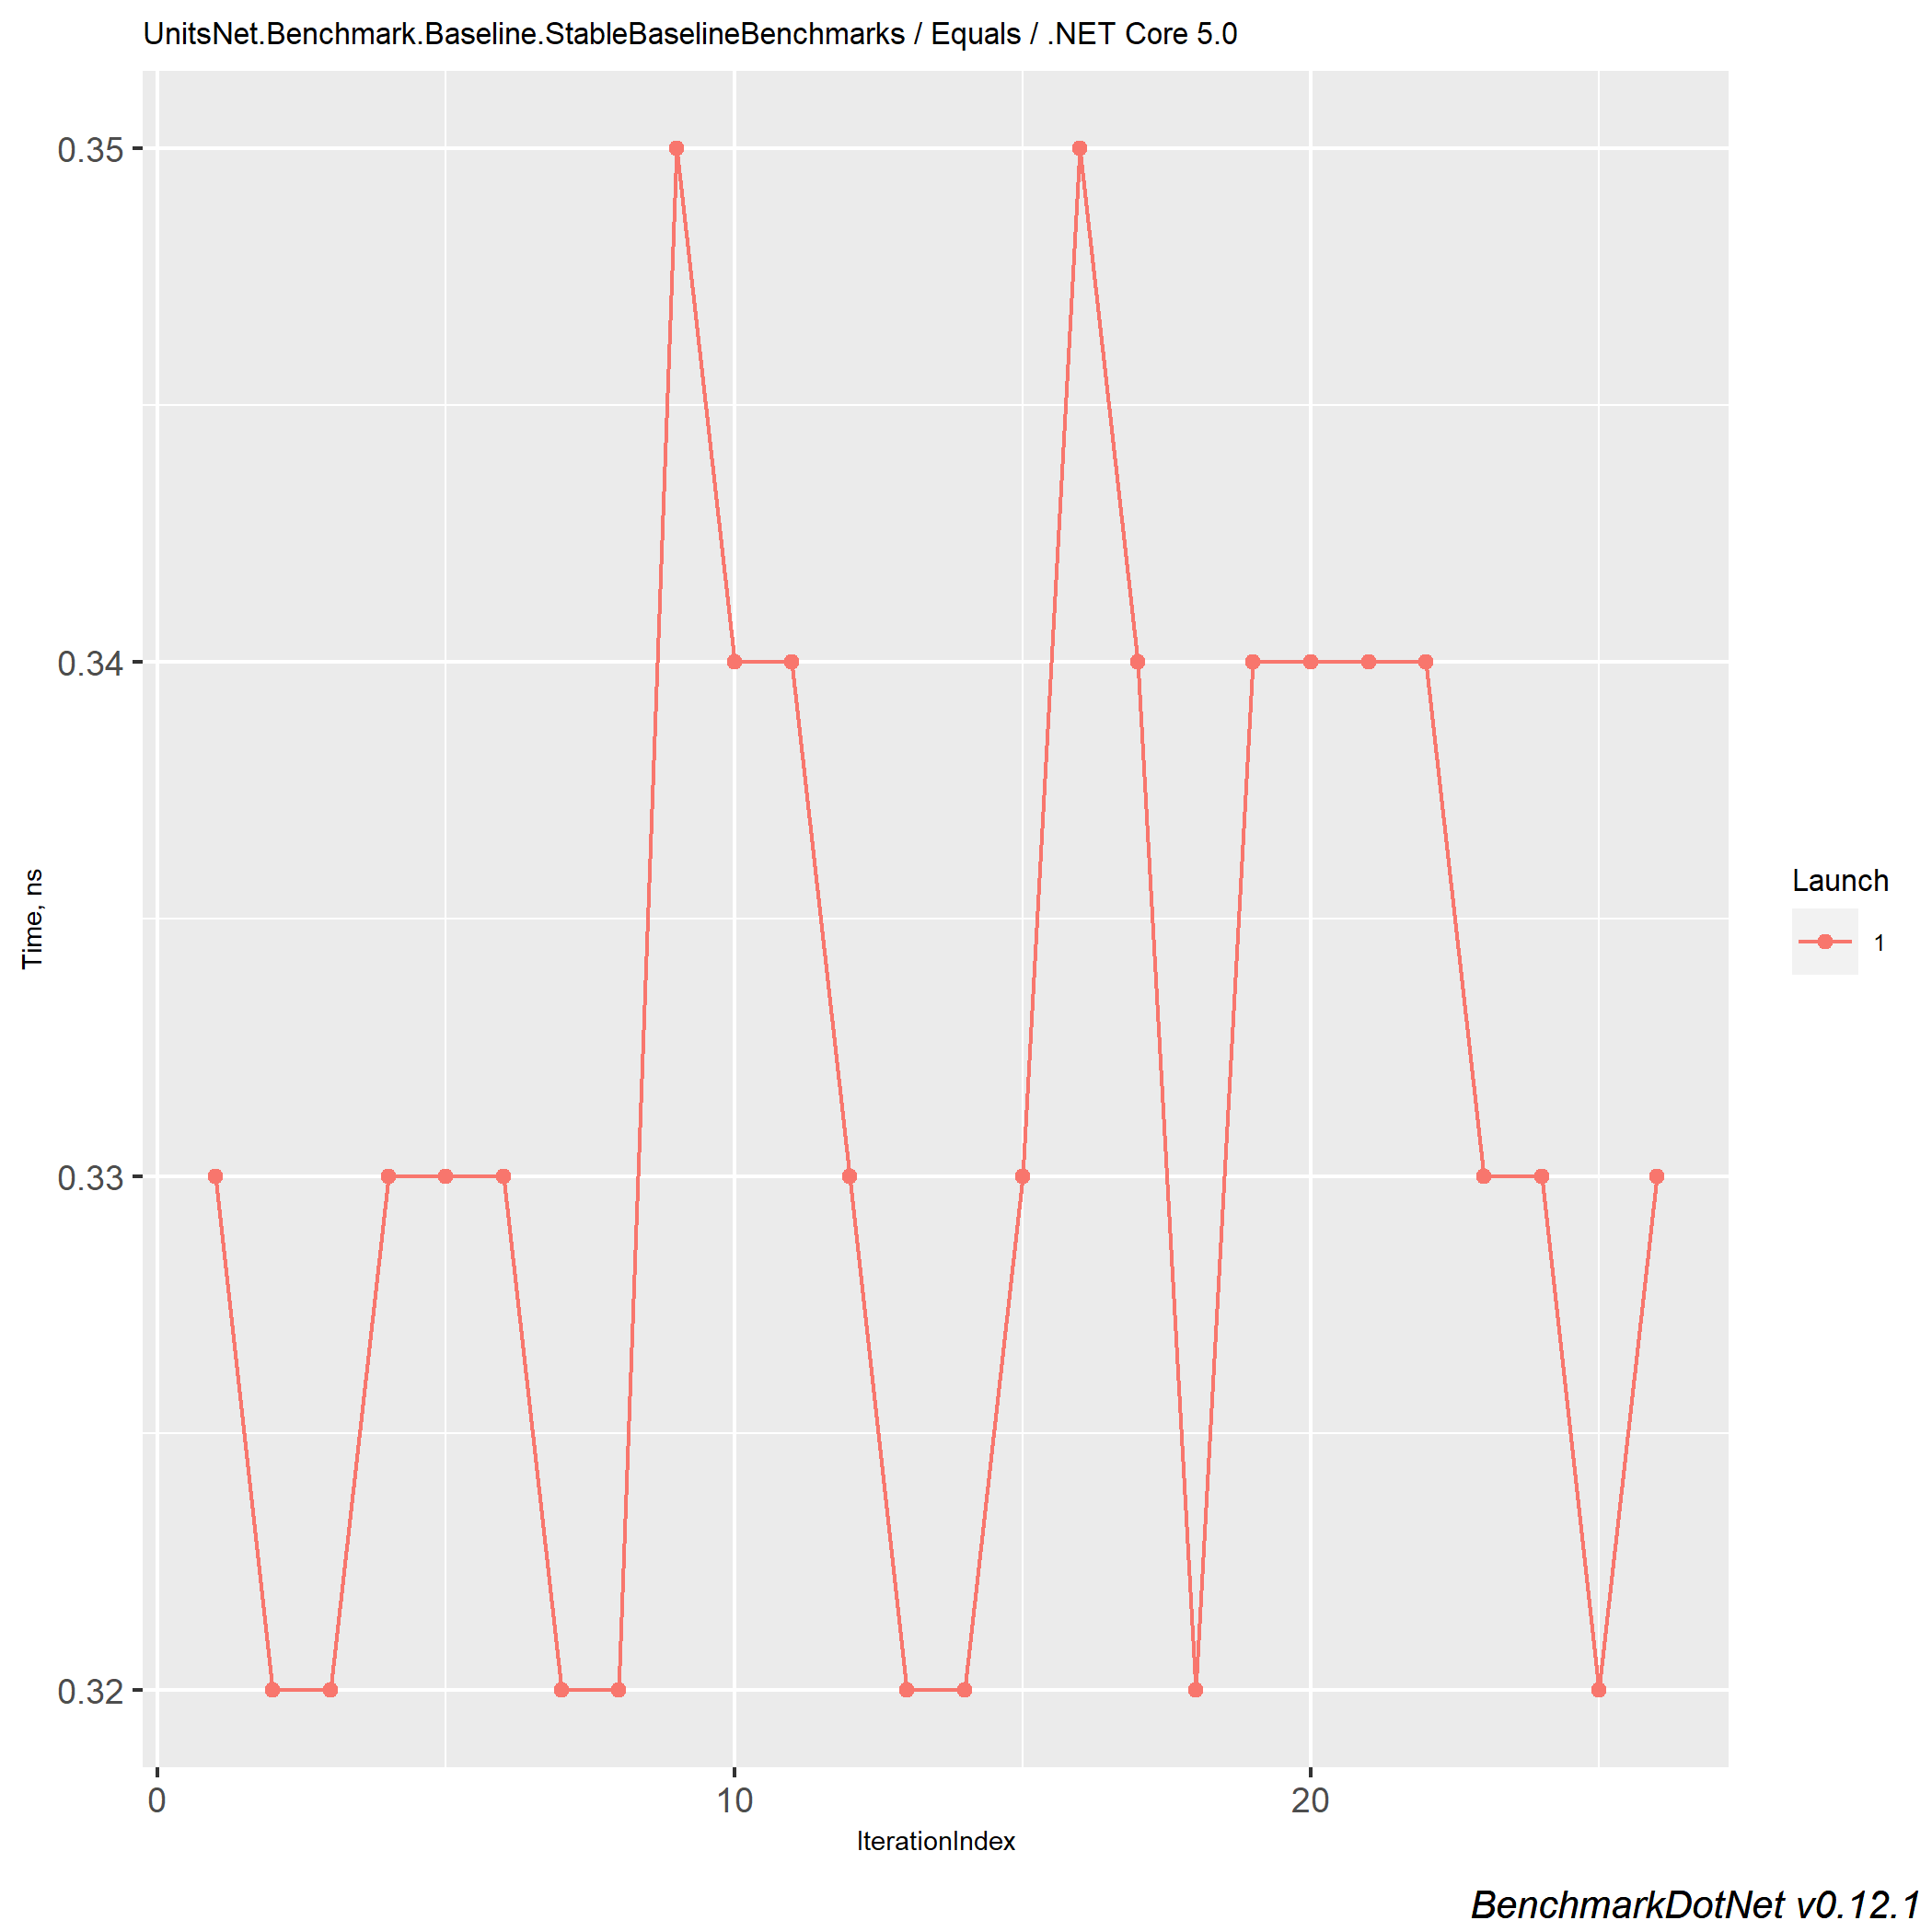 UnitsNet.Benchmark.Baseline.StableBaselineBenchmarks / Equals / .NET Core 5.0
0.35
0.34
0.33
0.32
Time, ns
0 10 20
IterationIndex
Launch
1
BenchmarkDotNet v0.12.1